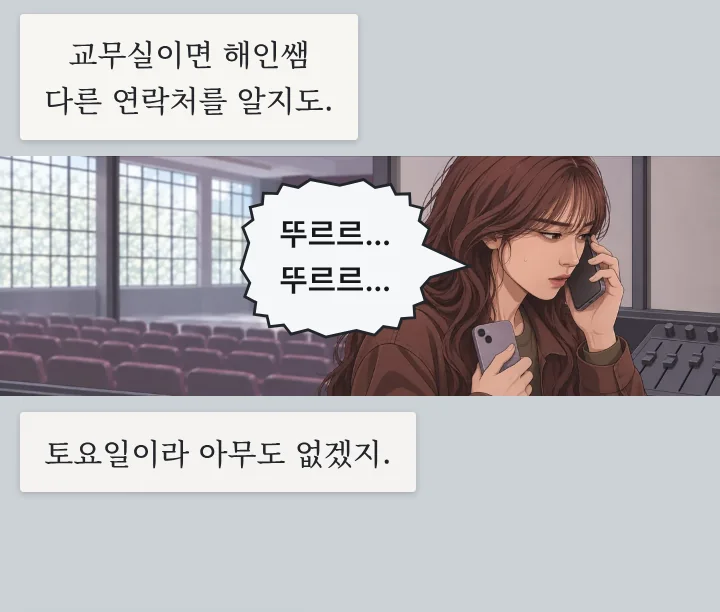 교무실이면 해인쌤
다른 연락처를 알지도.
뚜르르...
뚜르르...
토요일이라 아무도 없겠지.